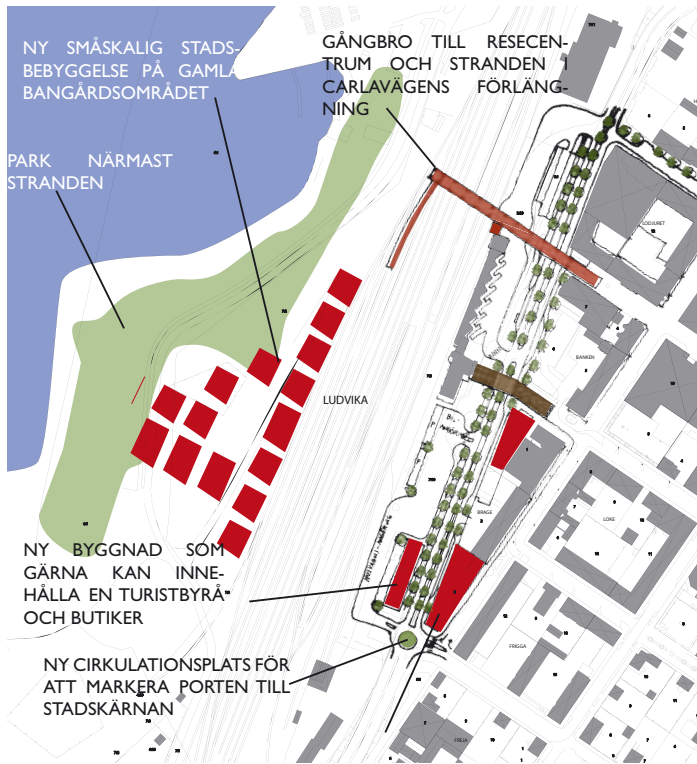 NY SMÅSKALIG STADS-
BEBYGGELSE PÅ GAMLA
BANGÅRDSOMRÅDET
GÅNGBRO TILL RESECEN-
TRUM OCH STRANDEN I
CARLAVÄGENS FÖRLÄNG-
NING
PARK NÄRMAST
STRANDEN
LODJURET
BANKEN
LUDVIKA
BRAGE
LOKE
NY BYGGNAD SOM
GÄRNA KAN INNE-
HÅLLA EN TURISTBYRÅ
OCH BUTIKER
FRIGGA
NY CIRKULATIONSPLATS FÖR
ATT MARKERA PORTEN TILL
STADSKÄRNAN
FREJA